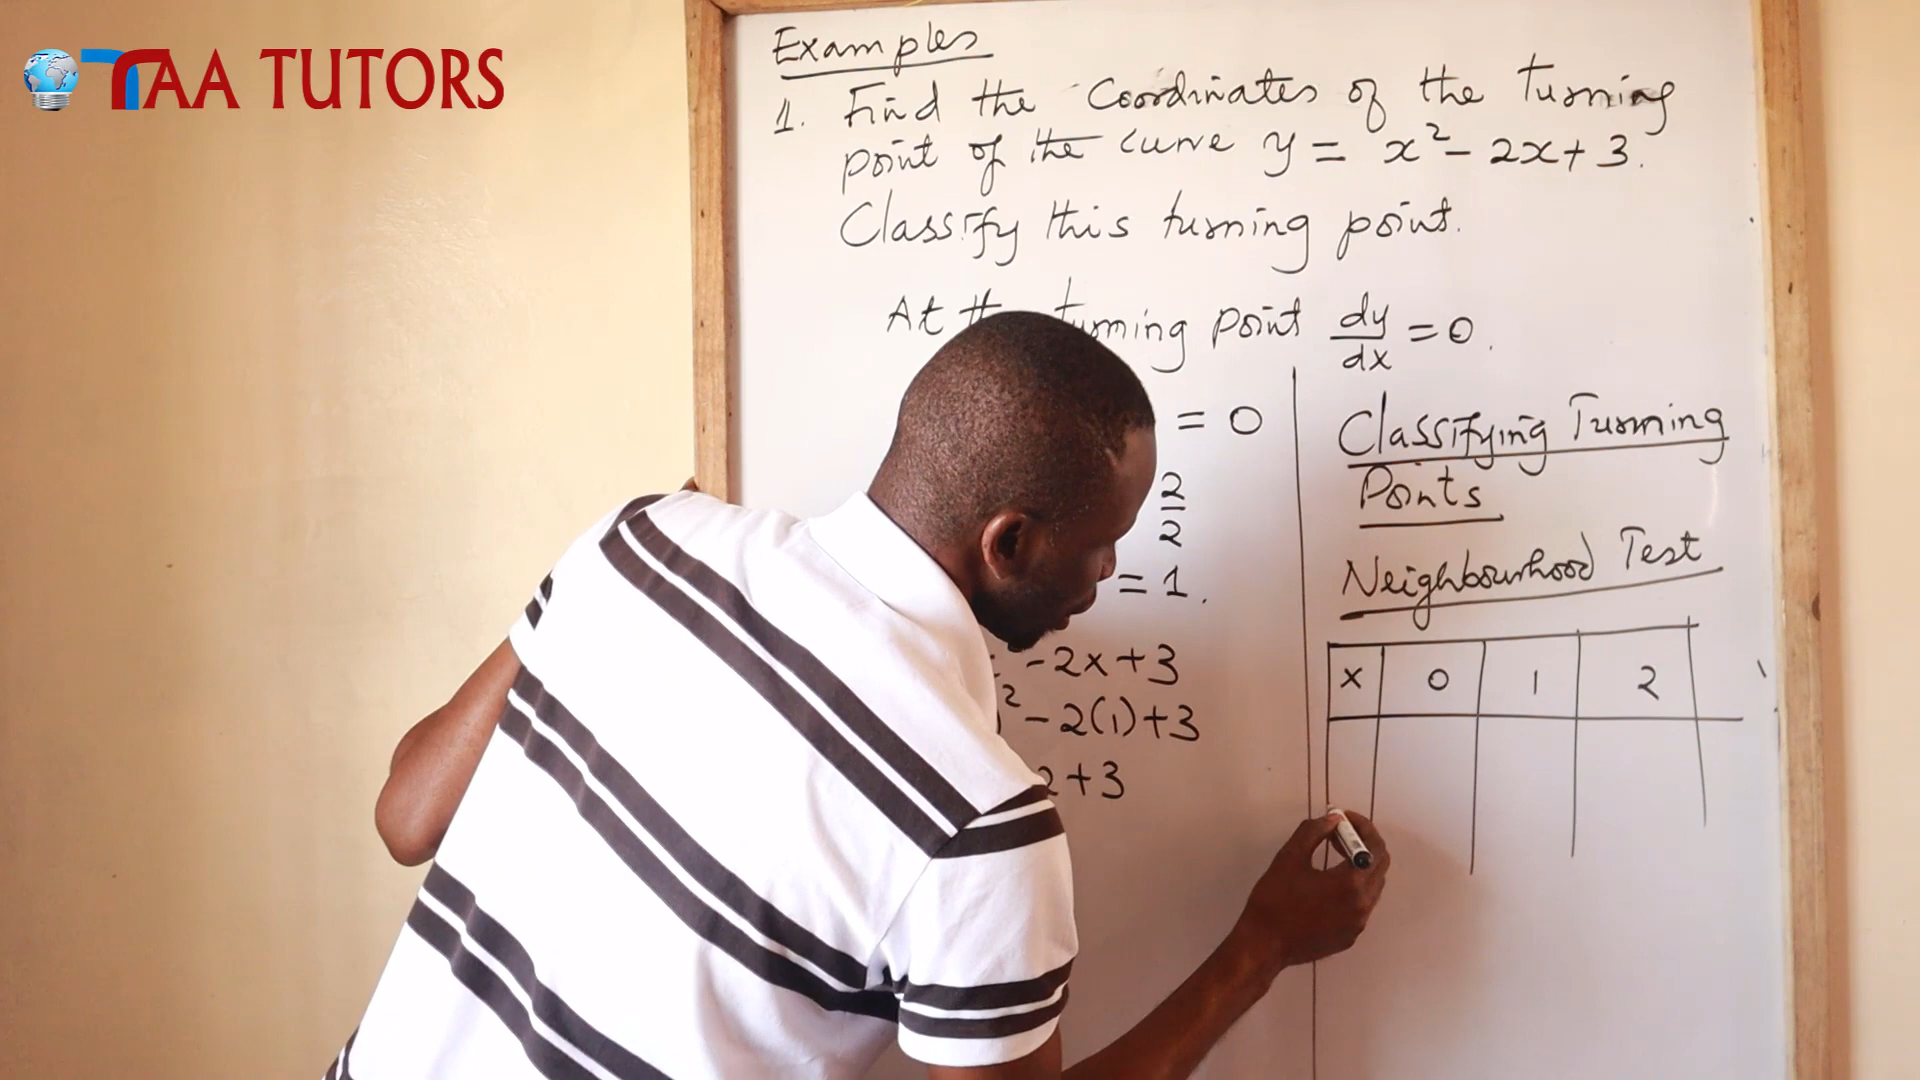 TAA TUTORS
Examples
1. Find the Coordinates of the Turning
point of the curve y = x² - 2x + 3.
Classify this turning point.
At turning point dy/dx = 0.
= 0
2/2
= 1.
- 2x + 3
² - 2(1) + 3
2 + 3
Classifying Turning
Points
Neighbourhood Test
x 0 1 2